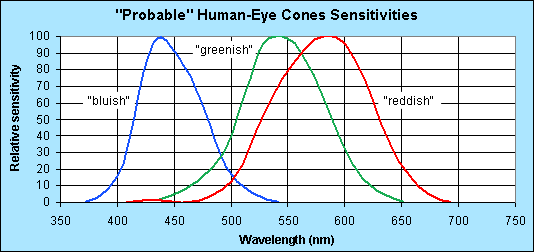 "Probable" Human-Eye Cones Sensitivities
Relative sensitivity
100
90
80
70
60
50
40
30
20
10
0
"bluish"
"greenish"
"reddish"
350 400 450 500 550 600 650 700 750
Wavelength (nm)